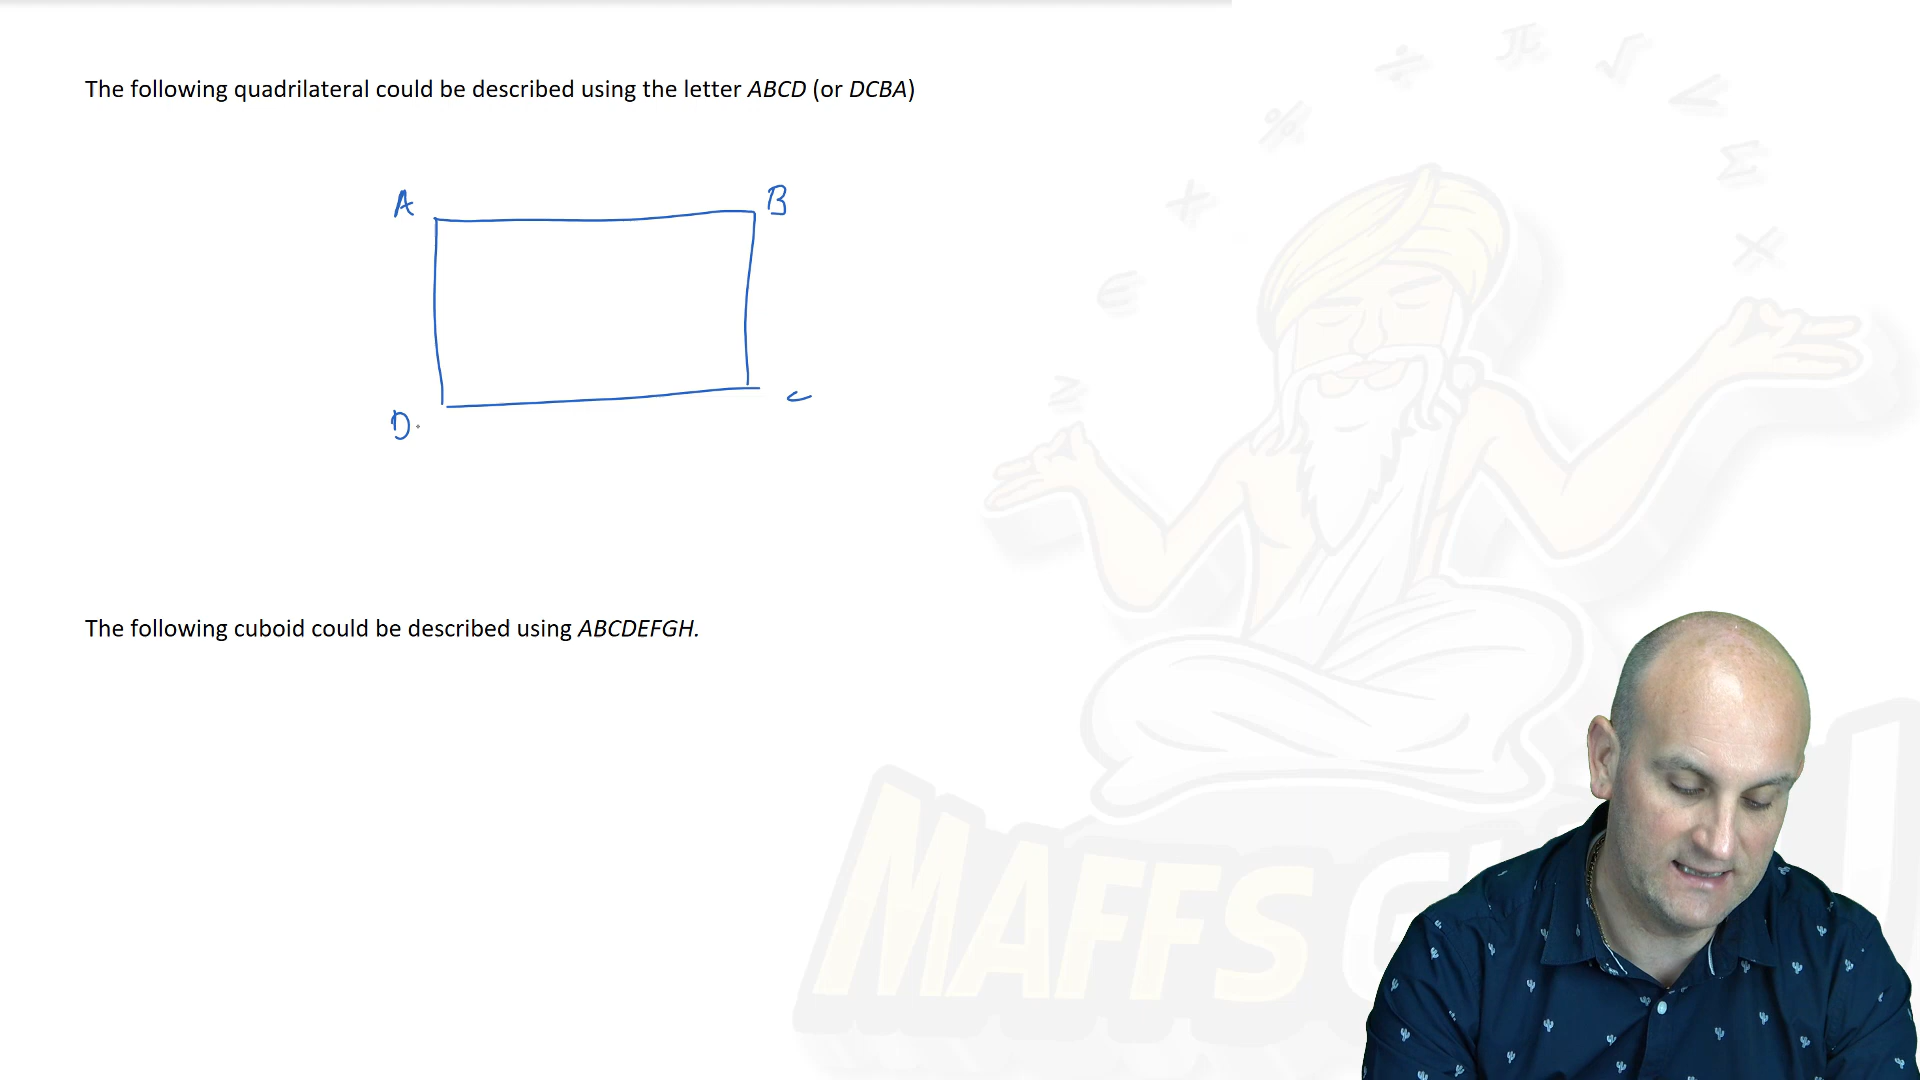 The following quadrilateral could be described using the letter ABCD (or DCBA)
A B
D. C
The following cuboid could be described using ABCDEFGH.
÷ π √ < Σ × € + % ≥
MAFFS G